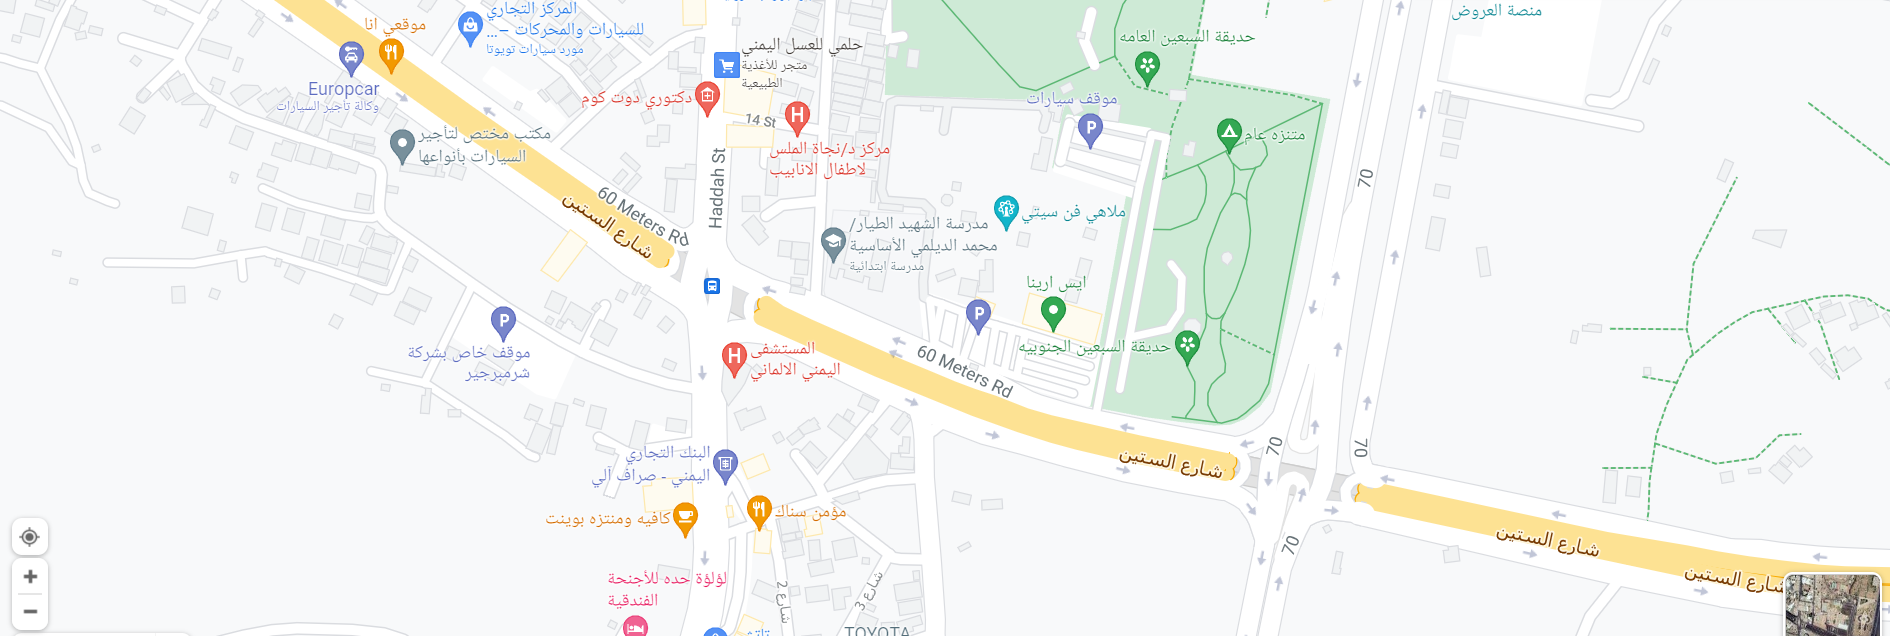 المركز التجاري
للسيارات والمحركات –...
مورد سيارات تويوتا
موقعي انا
Europcar
وكالة تأجير السيارات
مكتب مختص لتأجير
السيارات بأنواعها
حلمي للعسل اليمني
متجر للأغذية
الطبيعية
دكتوري دوت كوم
14 St
مركز د/نجاة الملس
لاطفال الانابيب
Haddah St
60 Meters Rd
شارع الستين
منصة العروض
حديقة السبعين العامه
موقف سيارات
متنزه عام
70
ملاهي فن سيتي
مدرسة الشهيد الطيار/
محمد الديلمي الأساسية
مدرسة ابتدائية
ايس ارينا
حديقة السبعين الجنوبيه
موقف خاص بشركة
شرمبرجير
المستشفى
اليمني الالماني
60 Meters Rd
شارع الستين
70
70
البنك التجاري
اليمني - صراف آلي
كافيه ومنتزه بوينت
مؤمن سناك
70
شارع الستين
شارع الستين
لؤلؤة حده للأجنحة
الفندقية
شارع 2
شارع 3
TOYOTA